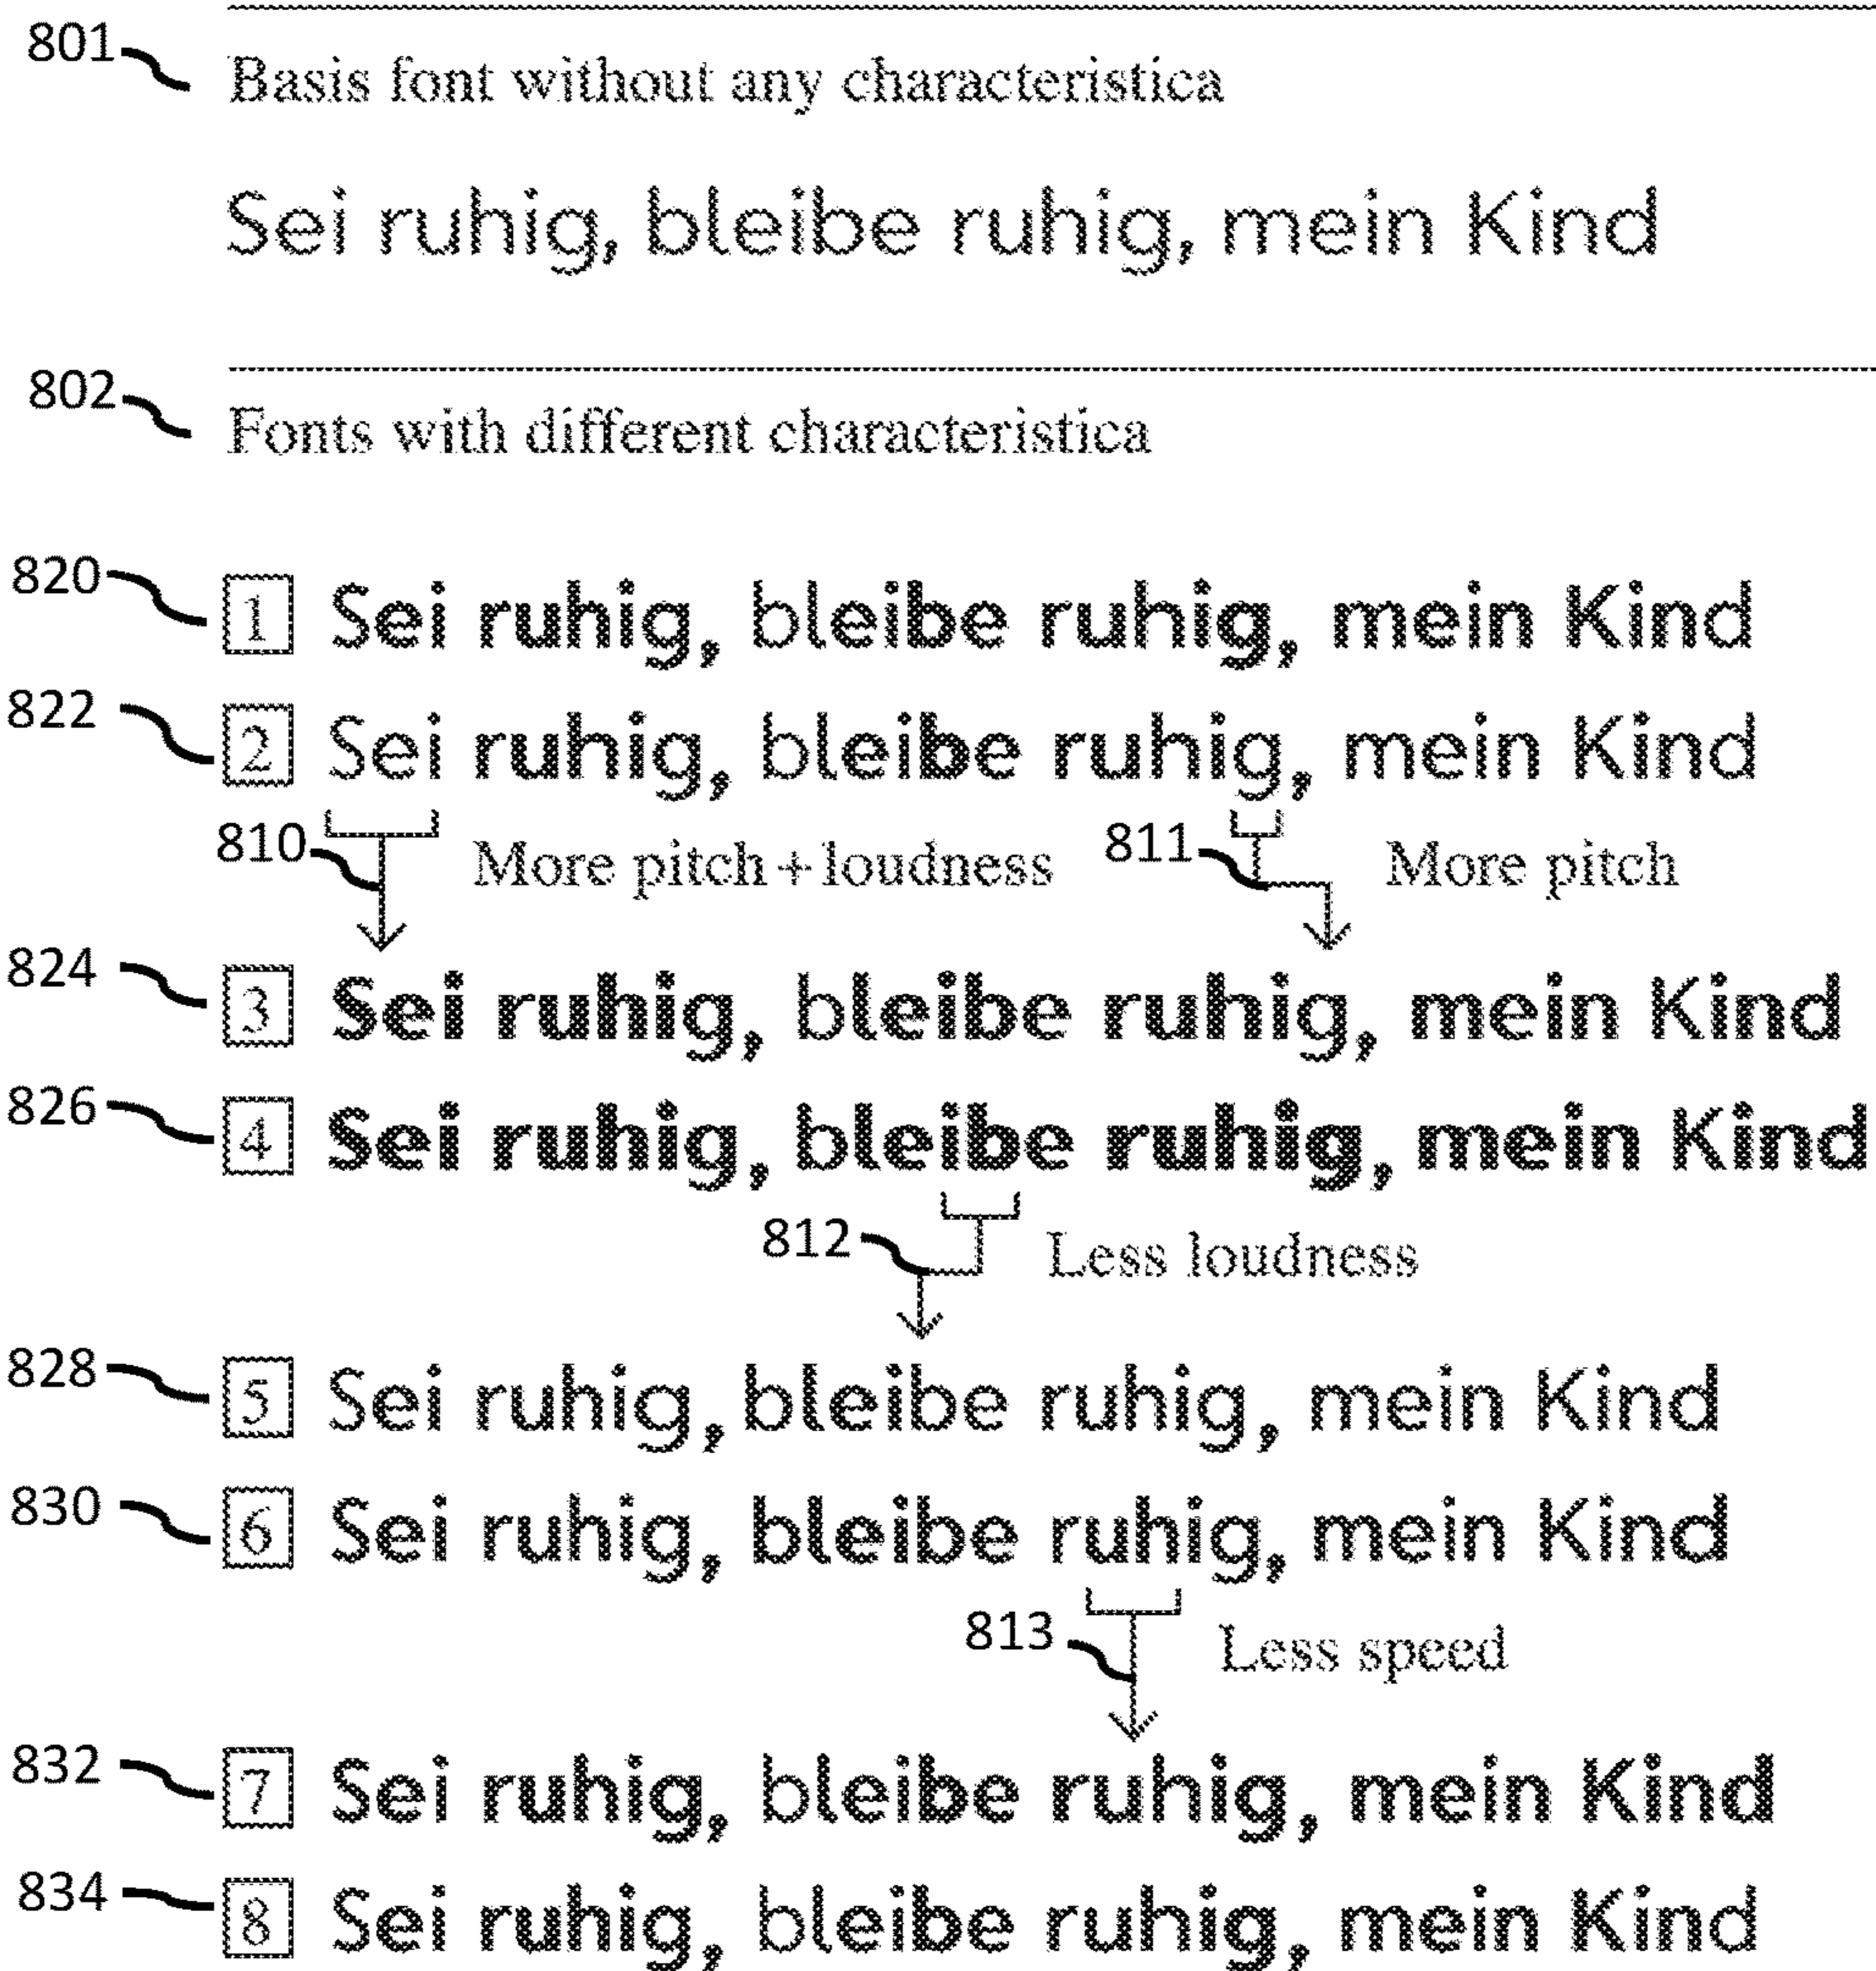 801 Basis font without any characteristica
Sei ruhig, bleibe ruhig, mein Kind
802 Fonts with different characteristica
820 1 Sei ruhig, bleibe ruhig, mein Kind
822 2 Sei ruhig, bleibe ruhig, mein Kind
810 More pitch + loudness 811 More pitch
824 3 Sei ruhig, bleibe ruhig, mein Kind
826 4 Sei ruhig, bleibe ruhig, mein Kind
812 Less loudness
828 5 Sei ruhig, bleibe ruhig, mein Kind
830 6 Sei ruhig, bleibe ruhig, mein Kind
813 Less speed
832 7 Sei ruhig, bleibe ruhig, mein Kind
834 8 Sei ruhig, bleibe ruhig, mein Kind